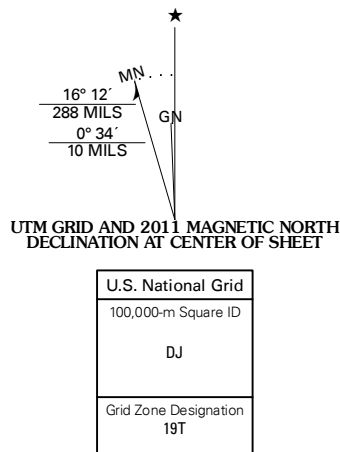 ★
MN
GN
16° 12´
288 MILS
0° 34´
10 MILS
UTM GRID AND 2011 MAGNETIC NORTH
DECLINATION AT CENTER OF SHEET
U.S. National Grid
100,000-m Square ID
DJ
Grid Zone Designation
19T